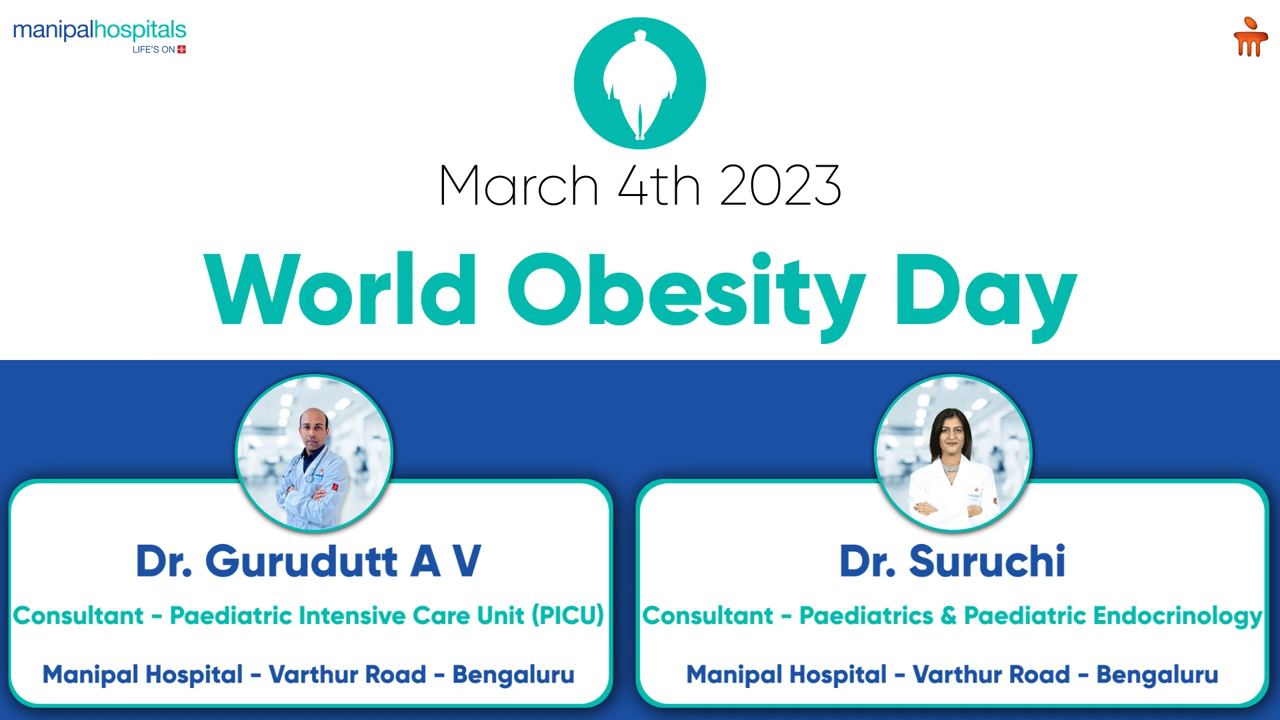 manipalhospitals
LIFE'S ON
March 4th 2023
World Obesity Day
Dr. Gurudutt A V
Consultant - Paediatric Intensive Care Unit (PICU)
Manipal Hospital - Varthur Road - Bengaluru
Dr. Suruchi
Consultant - Paediatrics & Paediatric Endocrinology
Manipal Hospital - Varthur Road - Bengaluru